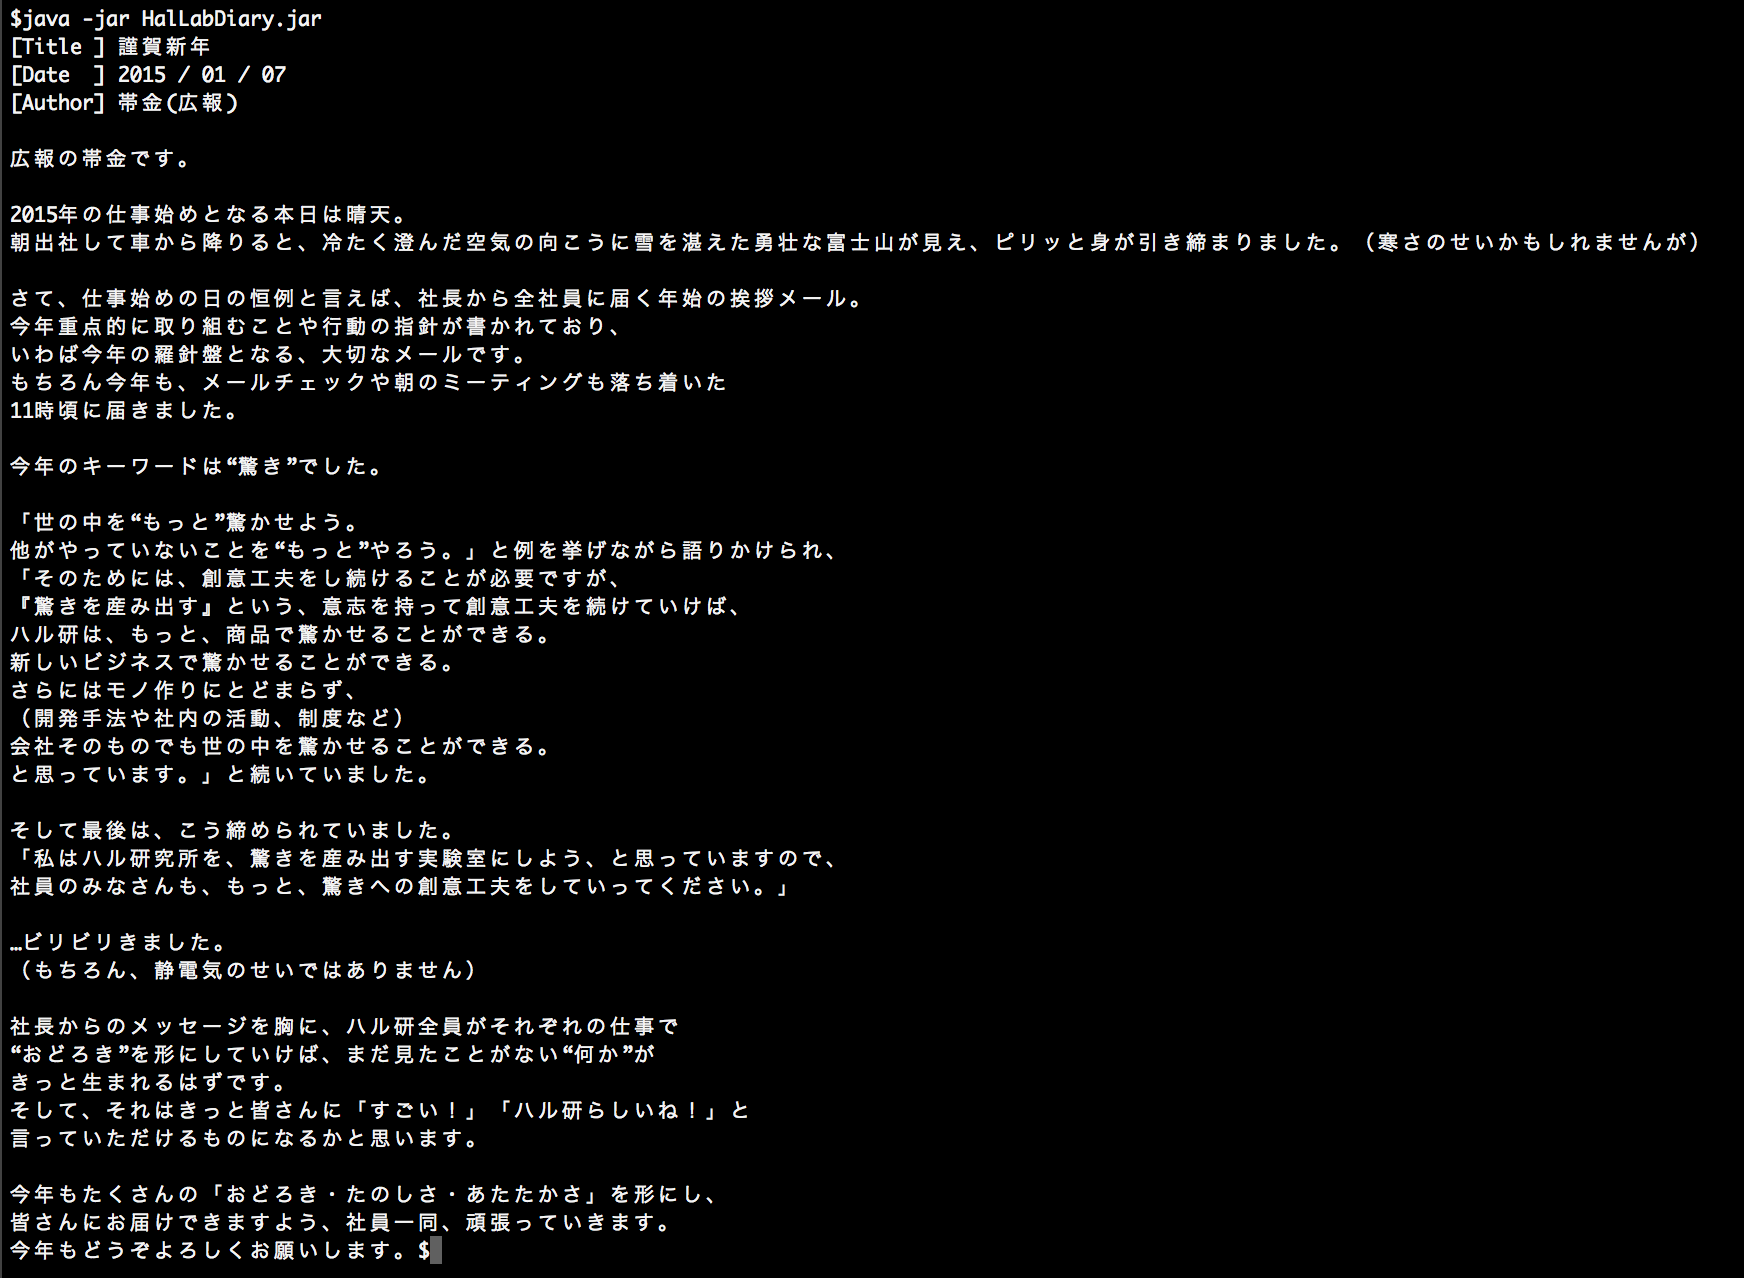 $java -jar HalLabDiary.jar
[Title ] 謹賀新年
[Date  ] 2015 / 01 / 07
[Author] 帯金(広報)
広報の帯金です。
2015年の仕事始めとなる本日は晴天。
朝出社して車から降りると、冷たく澄んだ空気の向こうに雪を湛えた勇壮な富士山が見え、ピリッと身が引き締まりました。（寒さのせいかもしれませんが）
さて、仕事始めの日の恒例と言えば、社長から全社員に届く年始の挨拶メール。
今年重点的に取り組むことや行動の指針が書かれており、
いわば今年の羅針盤となる、大切なメールです。
もちろん今年も、メールチェックや朝のミーティングも落ち着いた
11時頃に届きました。
今年のキーワードは“驚き”でした。
「世の中を“もっと”驚かせよう。
他がやっていないことを“もっと”やろう。」と例を挙げながら語りかけられ、
「そのためには、創意工夫をし続けることが必要ですが、
『驚きを産み出す』という、意志を持って創意工夫を続けていけば、
ハル研は、もっと、商品で驚かせることができる。
新しいビジネスで驚かせることができる。
さらにはモノ作りにとどまらず、
（開発手法や社内の活動、制度など）
会社そのものでも世の中を驚かせることができる。
と思っています。」と続いていました。
そして最後は、こう締められていました。
「私はハル研究所を、驚きを産み出す実験室にしよう、と思っていますので、
社員のみなさんも、もっと、驚きへの創意工夫をしていってください。」
…ビリビリきました。
（もちろん、静電気のせいではありません）
社長からのメッセージを胸に、ハル研全員がそれぞれの仕事で
“おどろき”を形にしていけば、まだ見たことがない“何か”が
きっと生まれるはずです。
そして、それはきっと皆さんに「すごい！」「ハル研らしいね！」と
言っていただけるものになるかと思います。
今年もたくさんの「おどろき・たのしさ・あたたかさ」を形にし、
皆さんにお届けできますよう、社員一同、頑張っていきます。
今年もどうぞよろしくお願いします。$